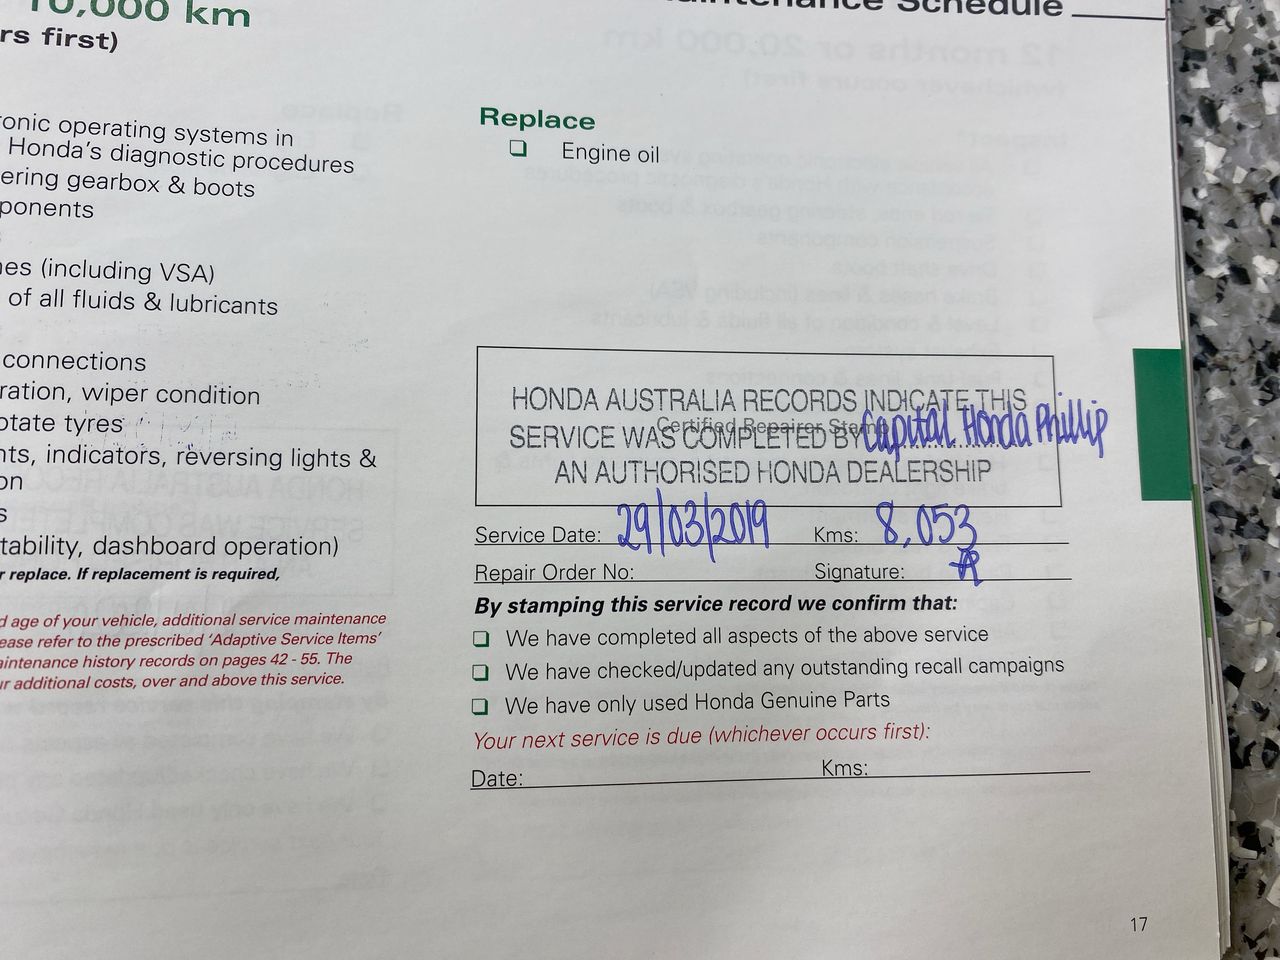 10,000 km
rs first)
aintenance Schedule
ronic operating systems in
Honda's diagnostic procedures
ering gearbox & boots
ponents
es (including VSA)
of all fluids & lubricants
connections
ration, wiper condition
otate tyres
nts, indicators, reversing lights &
on
s
tability, dashboard operation)
r replace. If replacement is required,
d age of your vehicle, additional service maintenance
ease refer to the prescribed 'Adaptive Service Items'
aintenance history records on pages 42 - 55. The
ur additional costs, over and above this service.
Replace
❑ Engine oil
HONDA AUSTRALIA RECORDS INDICATE THIS
Certified Repairer Stamp
SERVICE WAS COMPLETED BY Capital Honda Phillip
AN AUTHORISED HONDA DEALERSHIP
Service Date: 29/03/2019 Kms: 8,053
Repair Order No: Signature:
By stamping this service record we confirm that:
❑ We have completed all aspects of the above service
❑ We have checked/updated any outstanding recall campaigns
❑ We have only used Honda Genuine Parts
Your next service is due (whichever occurs first):
Date: Kms:
17